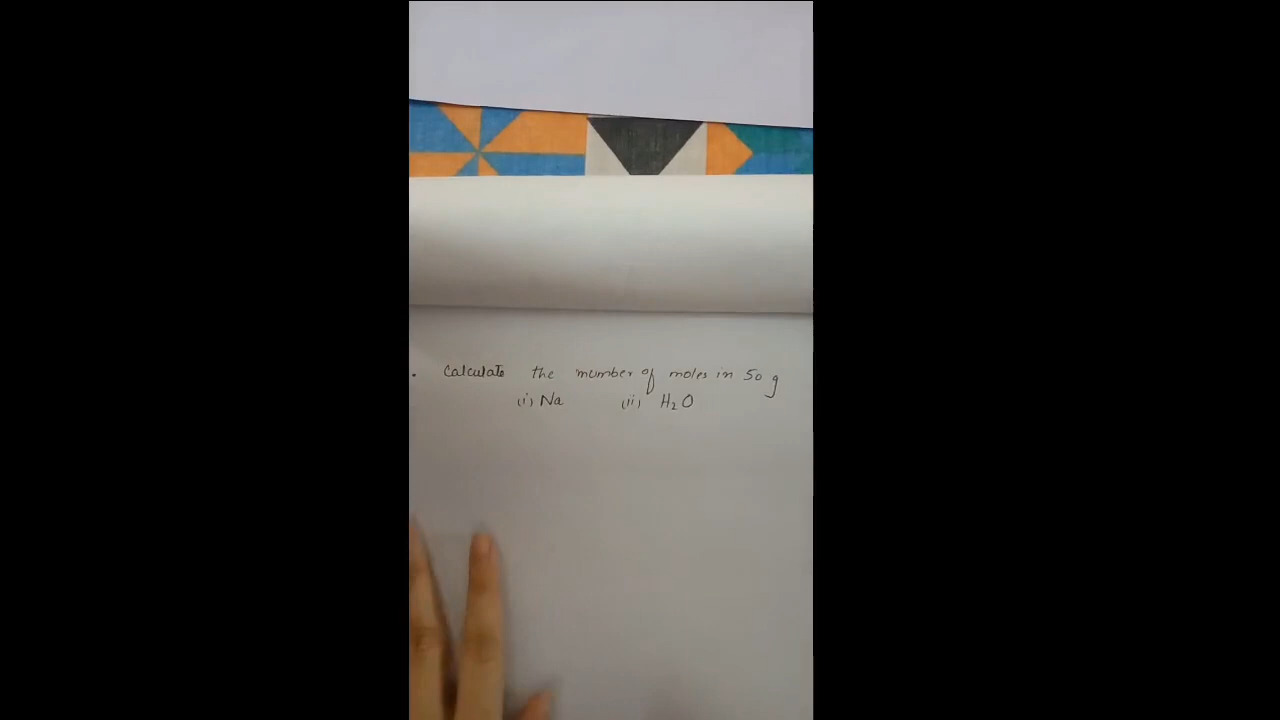 . Calculate the number of moles in 50 g
(i) Na (ii) H₂O